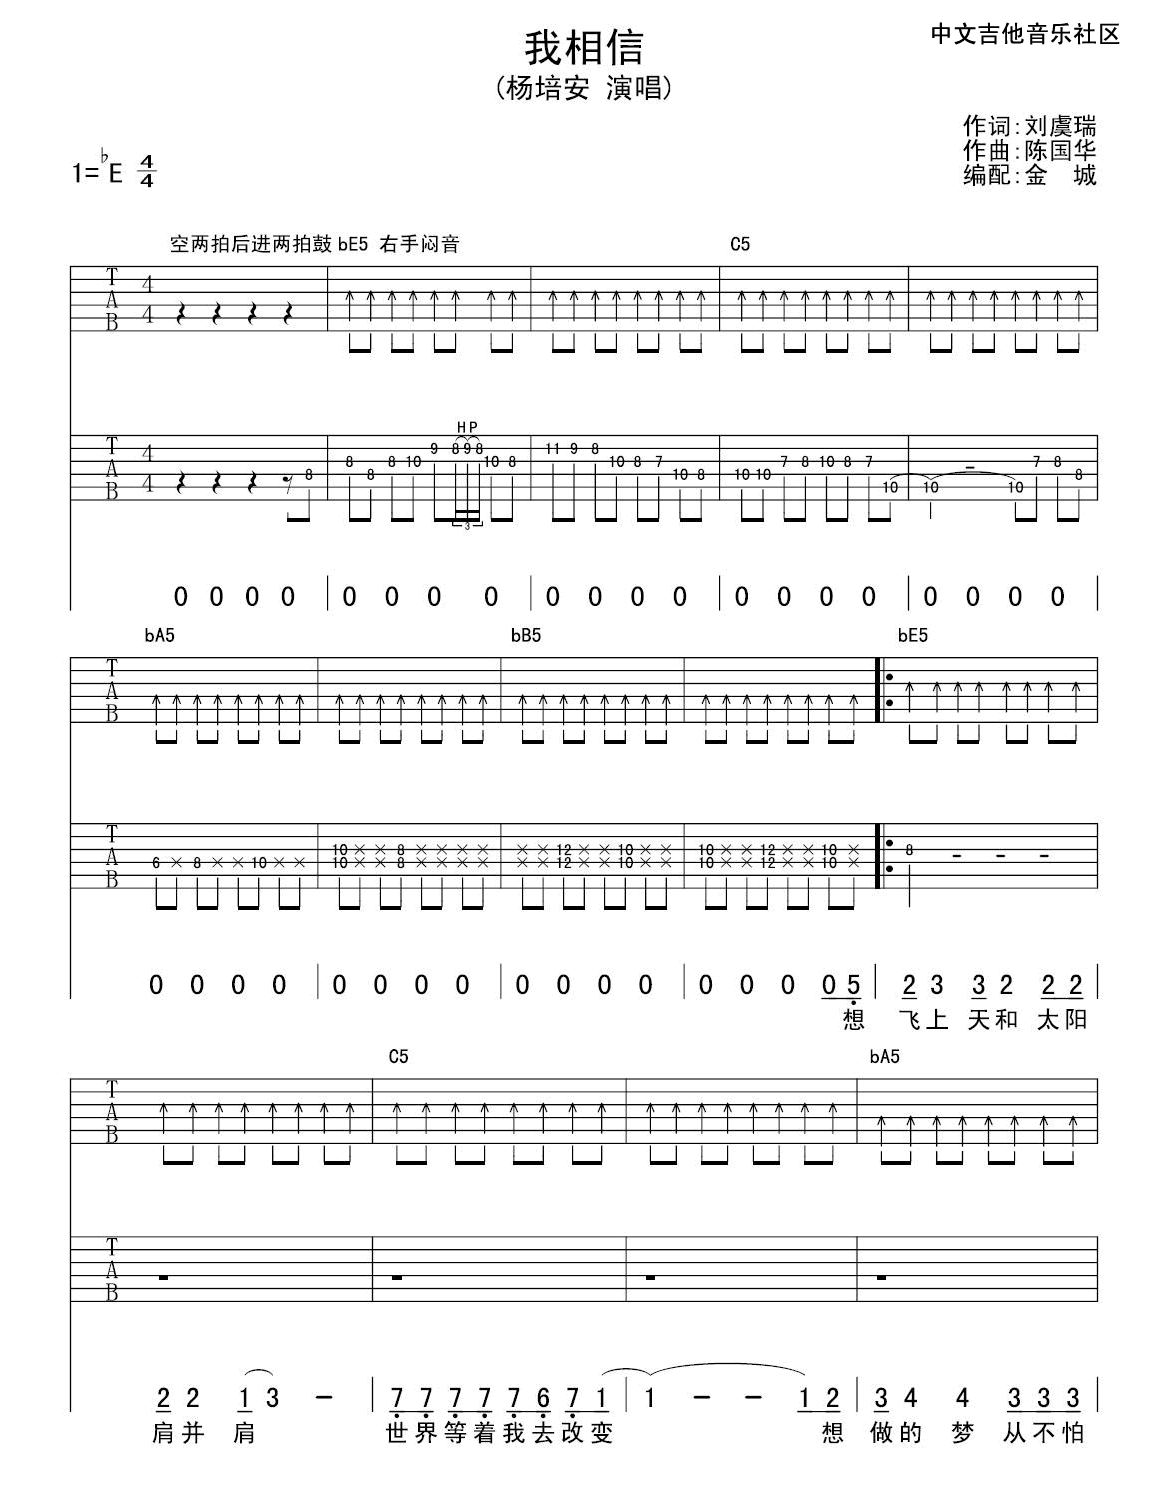 我相信
中文吉他音乐社区
(杨培安 演唱)
作词:刘虞瑞
作曲:陈国华
编配:金 城
1=bE 4/4
空两拍后进两拍鼓 bE5 右手闷音 C5
T A B 4/4
H P
T A B 4/4 8 8 8 8 10 9 8 9 8 10 8 11 9 8 10 8 7 10 8 10 10 7 8 10 8 7 10 10 - 10 7 8 8
3
0 0 0 0 | 0 0 0 0 | 0 0 0 0 | 0 0 0 0 | 0 0 0 0 |
bA5 bB5 bE5
T A B
T A B 6 × 8 × × 10 × × 10 × × 8 × × × × × × 12 × × 10 × × 10 × × 12 × × 10 × 8 - - -
10 × × 8 × × × × × × 12 × × 10 × × 10 × × 12 × × 10 ×
0 0 0 0 | 0 0 0 0 | 0 0 0 0 | 0 0 0 0 5 | 2 3 3 2 2 2 |
想 飞上 天和 太阳
C5 bA5
T A B
T A B
2 2 1 3 - | 7 7 7 7 7 6 7 1 | 1 - - 1 2 | 3 4 4 3 3 3
肩并 肩 世界等着我去改变 想 做的 梦 从不怕